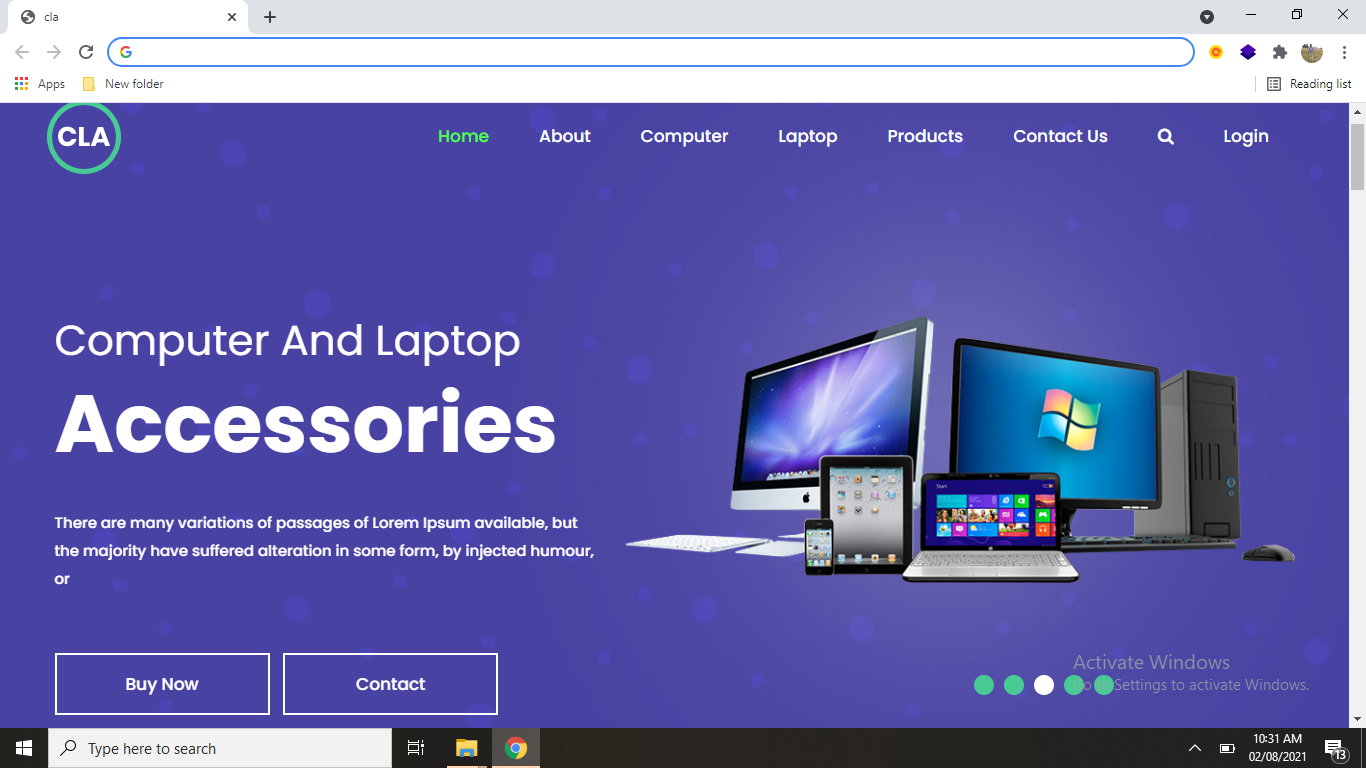 cla
Apps
New folder
Reading list
CLA
Home
About
Computer
Laptop
Products
Contact Us
Login
Computer And Laptop
Accessories
There are many variations of passages of Lorem Ipsum available, but
the majority have suffered alteration in some form, by injected humour,
or
Buy Now
Contact
Start
Activate Windows
Go to Settings to activate Windows.
Type here to search
10:31 AM
02/08/2021
13